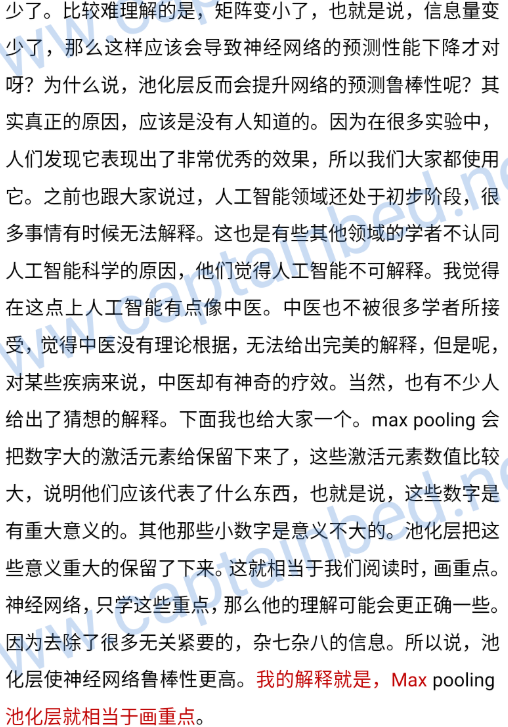 少了。比较难理解的是，矩阵变小了，也就是说，信息量变
少了，那么这样应该会导致神经网络的预测性能下降才对
呀？为什么说，池化层反而会提升网络的预测鲁棒性呢？其
实真正的原因，应该是没有人知道的。因为在很多实验中，
人们发现它表现出了非常优秀的效果，所以我们大家都使用
它。之前也跟大家说过，人工智能领域还处于初步阶段，很
多事情有时候无法解释。这也是有些其他领域的学者不认同
人工智能科学的原因，他们觉得人工智能不可解释。我觉得
在这点上人工智能有点像中医。中医也不被很多学者所接
受，觉得中医没有理论根据，无法给出完美的解释，但是呢，
对某些疾病来说，中医却有神奇的疗效。当然，也有不少人
给出了猜想的解释。下面我也给大家一个。max pooling 会
把数字大的激活元素给保留下来了，这些激活元素数值比较
大，说明他们应该代表了什么东西，也就是说，这些数字是
有重大意义的。其他那些小数字是意义不大的。池化层把这
些意义重大的保留了下来。这就相当于我们阅读时，画重点。
神经网络，只学这些重点，那么他的理解可能会更正确一些。
因为去除了很多无关紧要的，杂七杂八的信息。所以说，池
化层使神经网络鲁棒性更高。我的解释就是，Max pooling
池化层就相当于画重点。
www.captainbed.net
www.captainbed.net